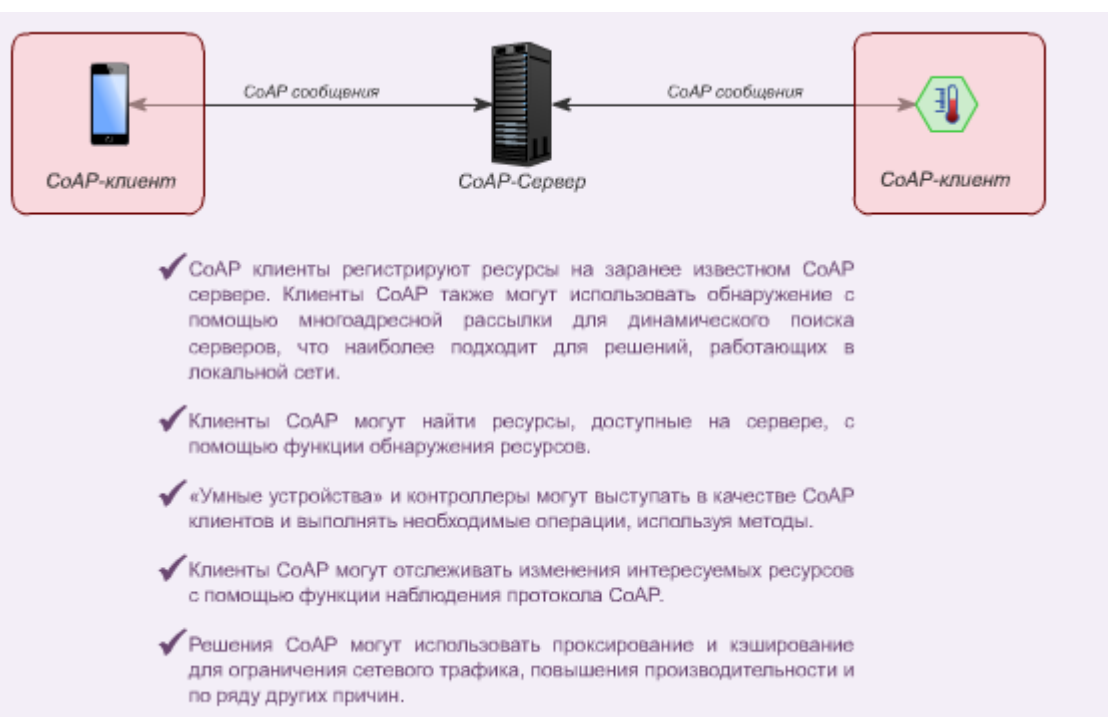 CoAP сообщения
CoAP сообщения
CoAP-клиент
CoAP-Сервер
CoAP-клиент
CoAP клиенты регистрируют ресурсы на заранее известном CoAP
сервере. Клиенты CoAP также могут использовать обнаружение с
помощью многоадресной рассылки для динамического поиска
серверов, что наиболее подходит для решений, работающих в
локальной сети.
Клиенты CoAP могут найти ресурсы, доступные на сервере, с
помощью функции обнаружения ресурсов.
«Умные устройства» и контроллеры могут выступать в качестве CoAP
клиентов и выполнять необходимые операции, используя методы.
Клиенты CoAP могут отслеживать изменения интересуемых ресурсов
с помощью функции наблюдения протокола CoAP.
Решения CoAP могут использовать проксирование и кэширование
для ограничения сетевого трафика, повышения производительности и
по ряду других причин.